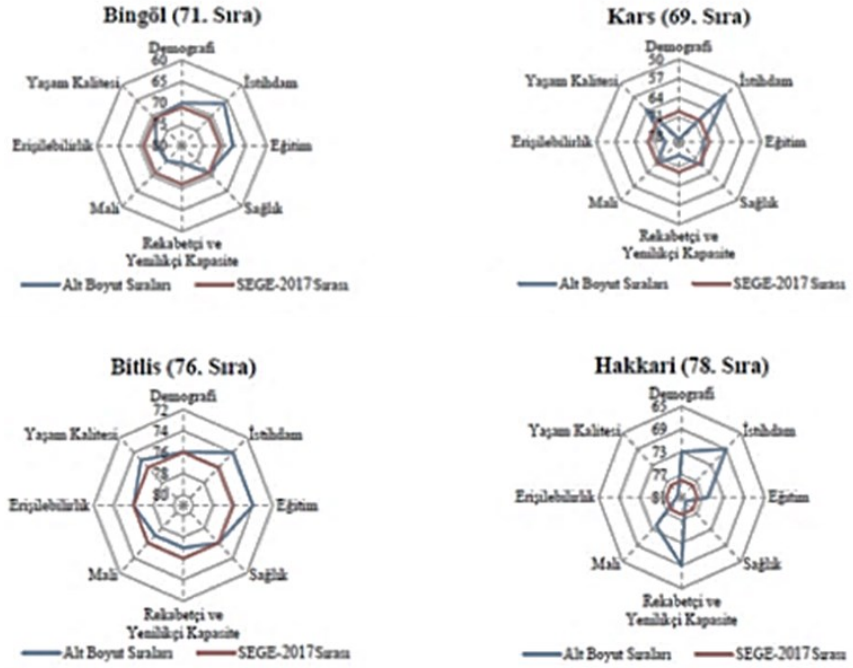 Bingöl (71. Sıra)
Demografi
60
65
70
Yaşam Kalitesi
İstihdam
Erişilebilirlik
Eğitim
Mali
Sağlık
Rekabetçi ve
Yenilikçi Kapasite
Alt Boyut Sıraları
SEGE-2017 Sırası
Kars (69. Sıra)
Demografi
50
57
64
Yaşam Kalitesi
İstihdam
Erişilebilirlik
Eğitim
Mali
Sağlık
Rekabetçi ve
Yenilikçi Kapasite
Alt Boyut Sıraları
SEGE-2017 Sırası
Bitlis (76. Sıra)
Demografi
72
74
76
78
80
Yaşam Kalitesi
İstihdam
Erişilebilirlik
Eğitim
Mali
Sağlık
Rekabetçi ve
Yenilikçi Kapasite
Alt Boyut Sıraları
SEGE-2017 Sırası
Hakkari (78. Sıra)
Demografi
65
69
73
77
81
Yaşam Kalitesi
İstihdam
Erişilebilirlik
Eğitim
Mali
Sağlık
Rekabetçi ve
Yenilikçi Kapasite
Alt Boyut Sıraları
SEGE-2017 Sırası